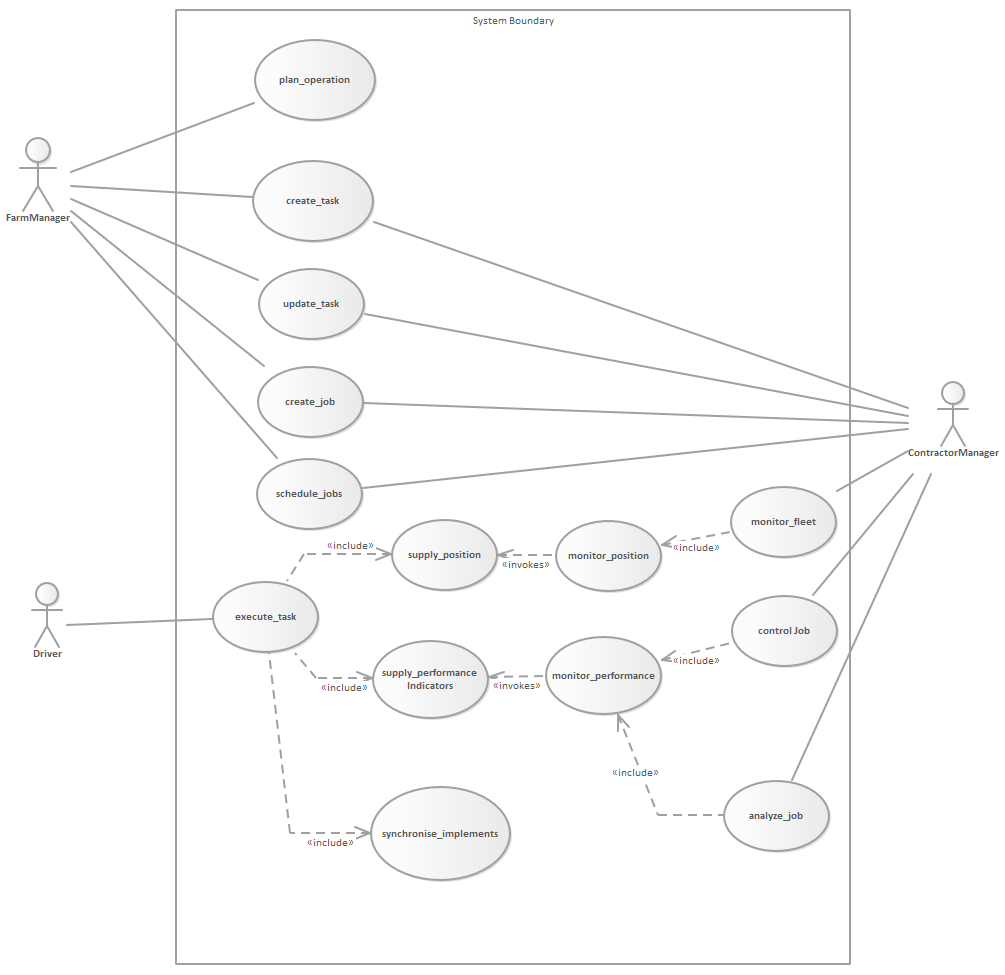 System Boundary
plan_operation
FarmManager
create_task
update_task
create_job
ContractorManager
schedule_jobs
monitor_fleet
«include»
supply_position
monitor_position
«include»
«invokes»
execute_task
control Job
Driver
«include»
supply_performance
Indicators
monitor_performance
«include»
«invokes»
«include»
analyze_job
synchronise_implements
«include»